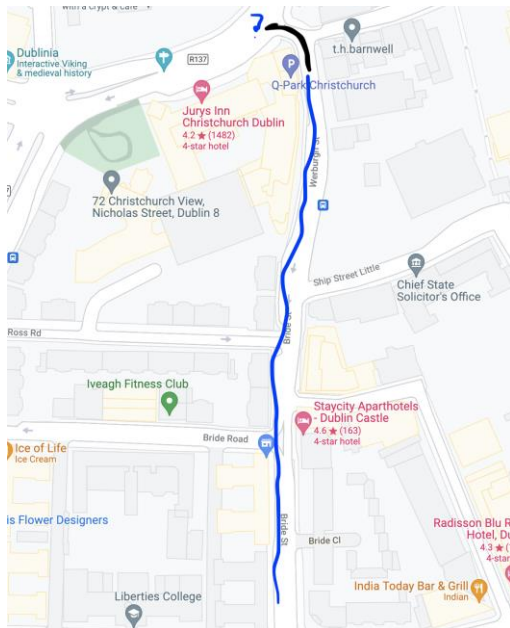 with a crypt & cafe
?
Dublinia
Interactive Viking
& medieval history
R137
t.h.barnwell
Q-Park Christchurch
Jurys Inn
Christchurch Dublin
4.2 ★ (1482)
4-star hotel
Werburgh St
72 Christchurch View,
Nicholas Street, Dublin 8
Ship Street Little
Chief State
Solicitor's Office
Ross Rd
Bride St
Iveagh Fitness Club
Staycity Aparthotels
- Dublin Castle
4.6 ★ (163)
4-star hotel
Bride Road
Ice of Life
Ice Cream
is Flower Designers
Bride St
Bride Cl
Radisson Blu R
Hotel, Du
4.3 ★ (
4-star
India Today Bar & Grill
Indian
Liberties College